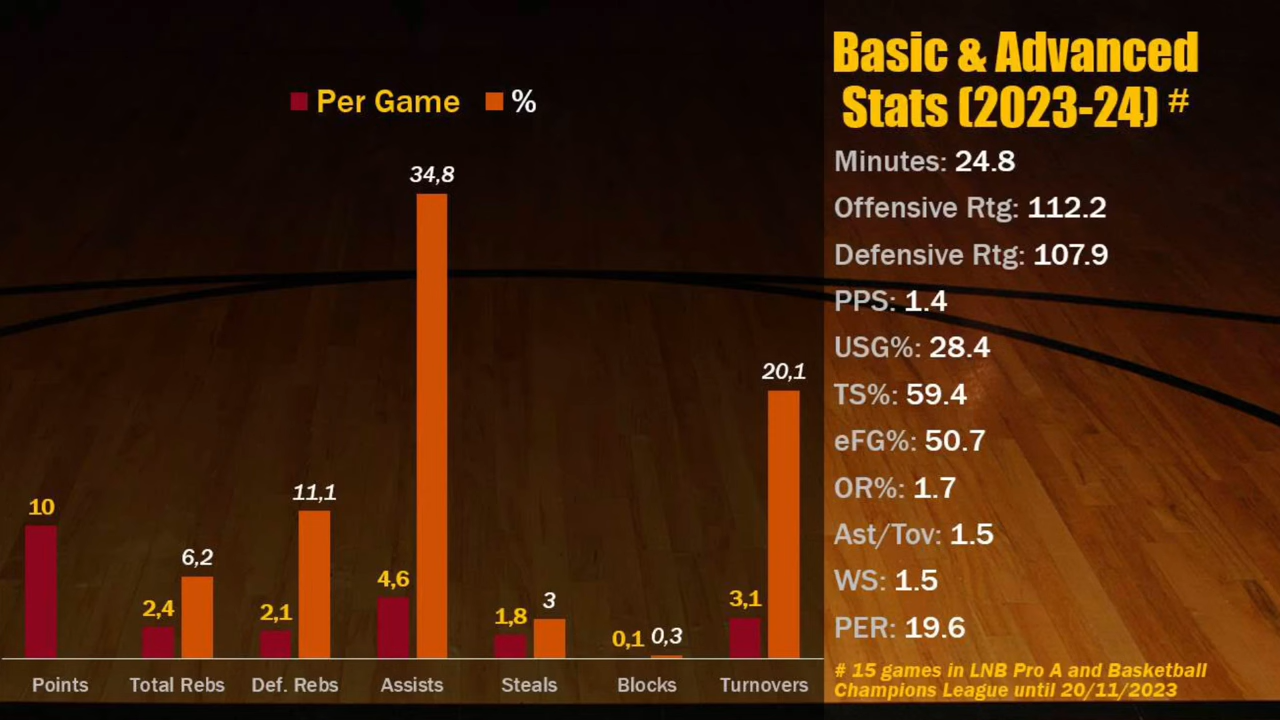 Per Game %
34,8
20,1
11,1
10
6,2
4,6
3,1
3
2,4
2,1
1,8
0,1
0,3
Points Total Rebs Def. Rebs Assists Steals Blocks Turnovers
Basic & Advanced
Stats (2023-24) #
Minutes: 24.8
Offensive Rtg: 112.2
Defensive Rtg: 107.9
PPS: 1.4
USG%: 28.4
TS%: 59.4
eFG%: 50.7
OR%: 1.7
Ast/Tov: 1.5
WS: 1.5
PER: 19.6
# 15 games in LNB Pro A and Basketball
Champions League until 20/11/2023